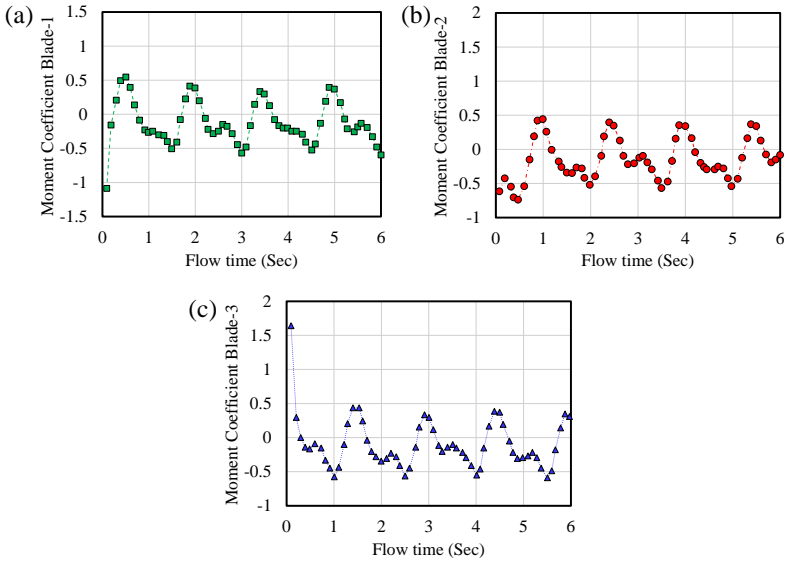 (a)
Moment Coefficient Blade-1
1.5
1
0.5
0
-0.5
-1
-1.5
0 1 2 3 4 5 6
Flow time (Sec)
(b)
Moment Coefficient Blade-2
2
1.5
1
0.5
0
-0.5
-1
0 1 2 3 4 5 6
Flow time (Sec)
(c)
Moment Coefficient Blade-3
2
1.5
1
0.5
0
-0.5
-1
0 1 2 3 4 5 6
Flow time (Sec)